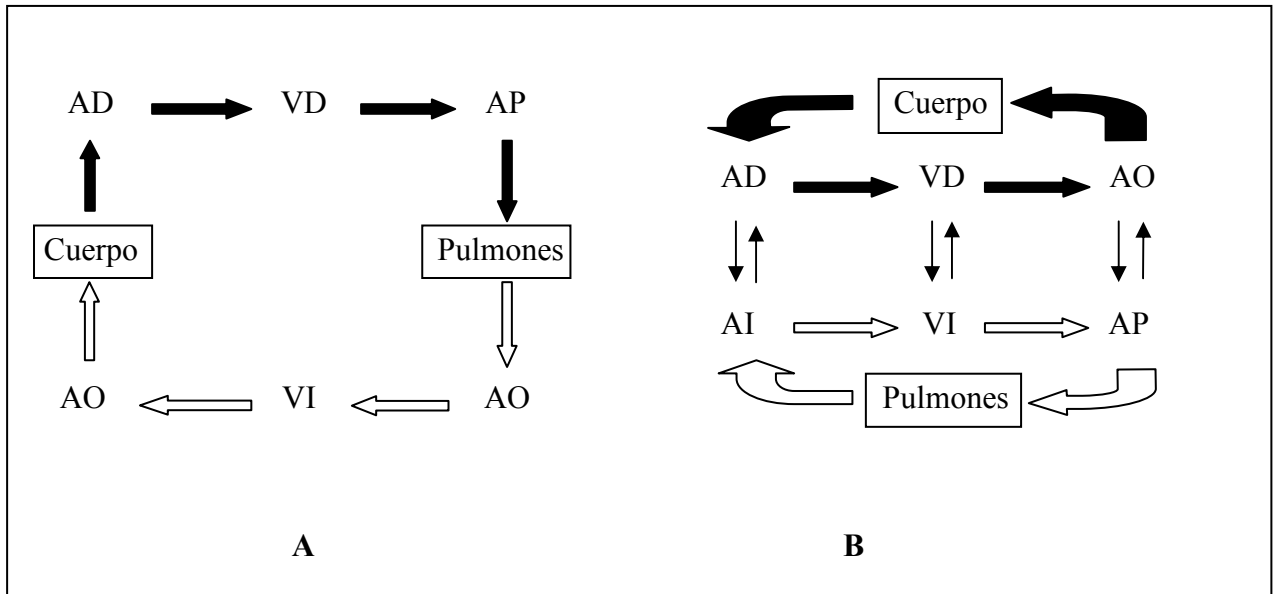 AD VD AP
Cuerpo Pulmones
AO VI AO
A
Cuerpo
AD VD AO
AI VI AP
Pulmones
B